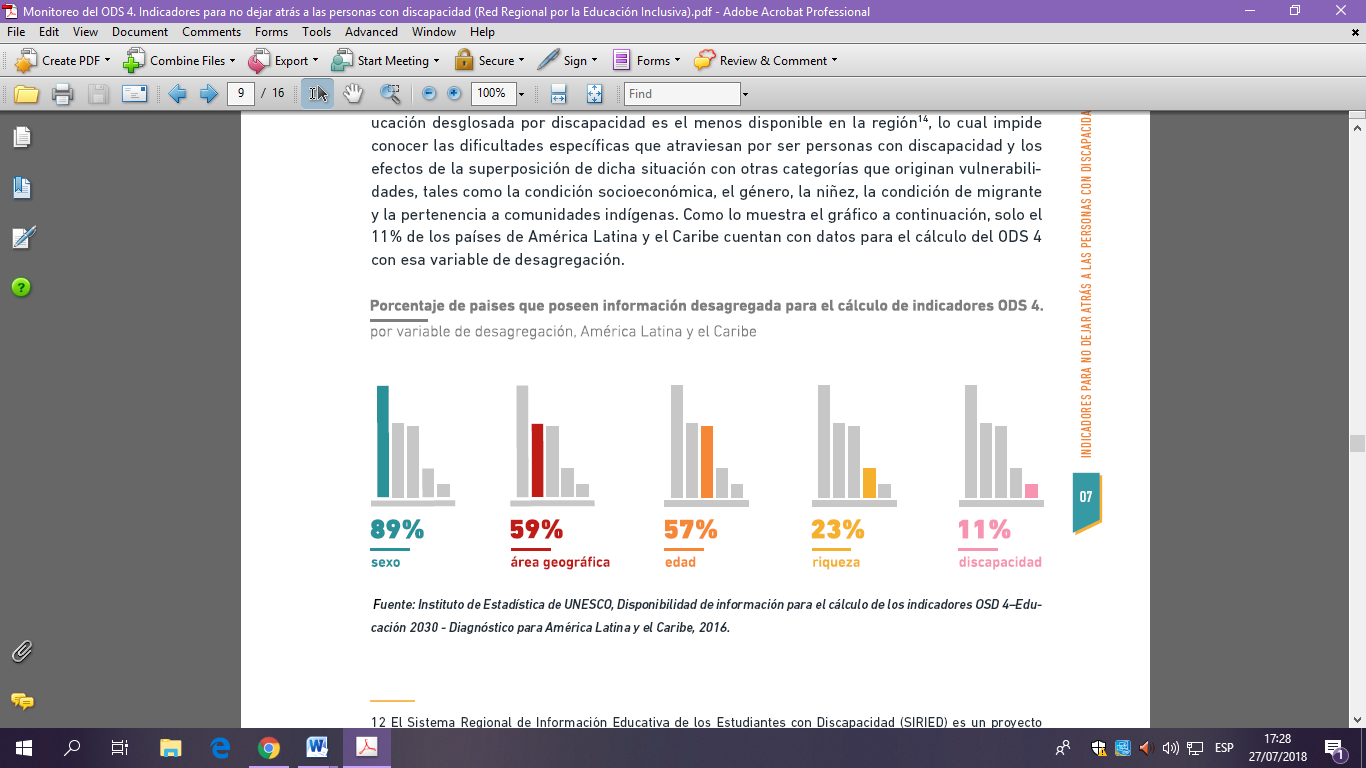 Monitoreo del ODS 4. Indicadores para no dejar atrás a las personas con discapacidad (Red Regional por la Educación Inclusiva).pdf - Adobe Acrobat Professional
File Edit View Document Comments Forms Tools Advanced Window Help
Create PDF Combine Files Export Start Meeting Secure Sign Forms Review & Comment
9 / 16 100% Find
ucación desglosada por discapacidad es el menos disponible en la región14, lo cual impide
conocer las dificultades específicas que atraviesan por ser personas con discapacidad y los
efectos de la superposición de dicha situación con otras categorías que originan vulnerabili-
dades, tales como la condición socioeconómica, el género, la niñez, la condición de migrante
y la pertenencia a comunidades indígenas. Como lo muestra el gráfico a continuación, solo el
11% de los países de América Latina y el Caribe cuentan con datos para el cálculo del ODS 4
con esa variable de desagregación.
Porcentaje de paises que poseen información desagregada para el cálculo de indicadores ODS 4.
por variable de desagregación, América Latina y el Caribe
89% 59% 57% 23% 11%
sexo área geográfica edad riqueza discapacidad
Fuente: Instituto de Estadística de UNESCO, Disponibilidad de información para el cálculo de los indicadores OSD 4–Edu-
cación 2030 - Diagnóstico para América Latina y el Caribe, 2016.
12 El Sistema Regional de Información Educativa de los Estudiantes con Discapacidad (SIRIED) es un proyecto
INDICADORES PARA NO DEJAR ATRÁS A LAS PERSONAS CON DISCAPACIDA
07
ESP
17:28
27/07/2018
1